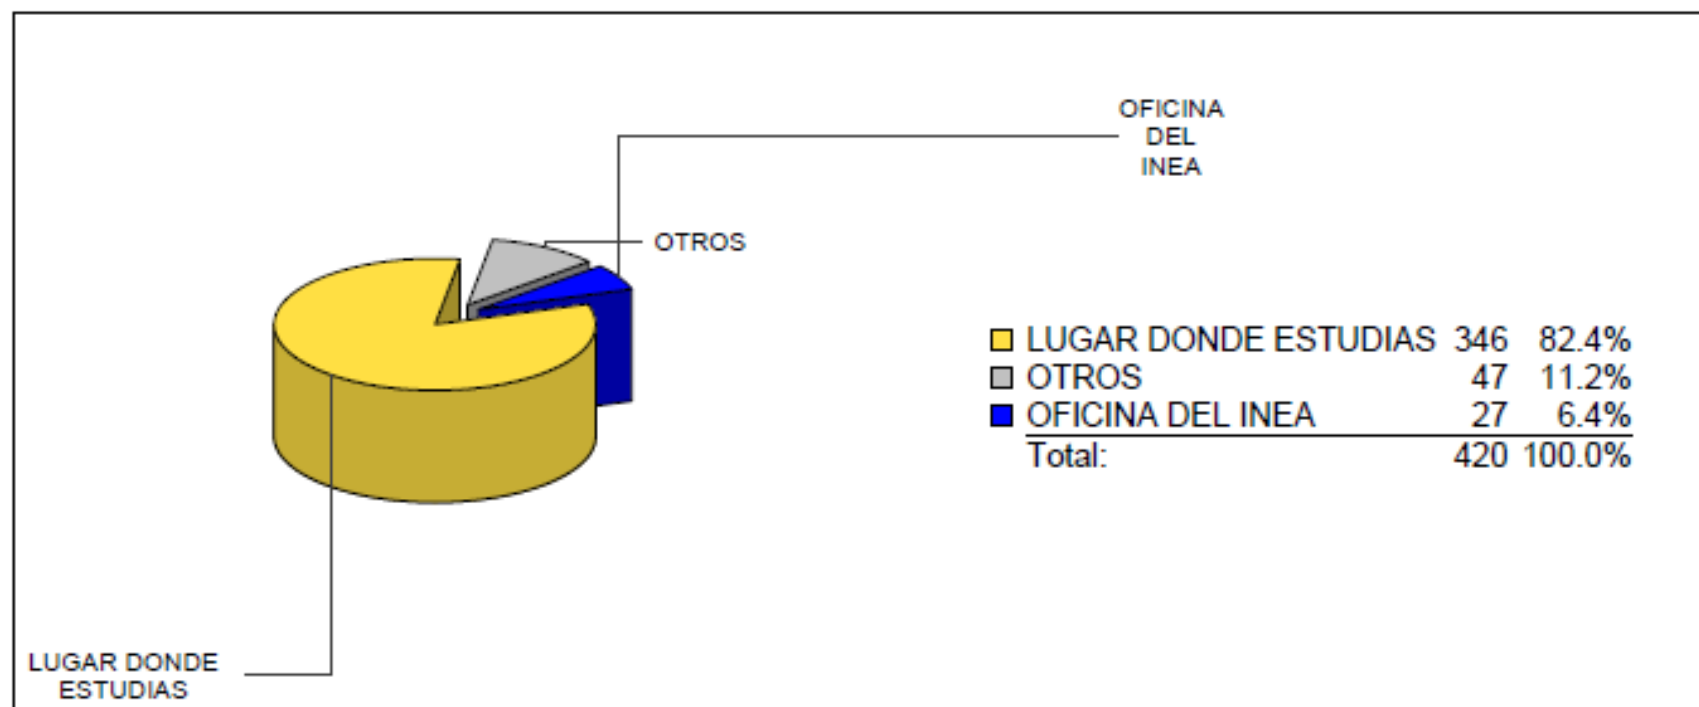 OFICINA
DEL
INEA
OTROS
LUGAR DONDE ESTUDIAS 346 82.4%
OTROS 47 11.2%
OFICINA DEL INEA 27 6.4%
Total: 420 100.0%
LUGAR DONDE
ESTUDIAS